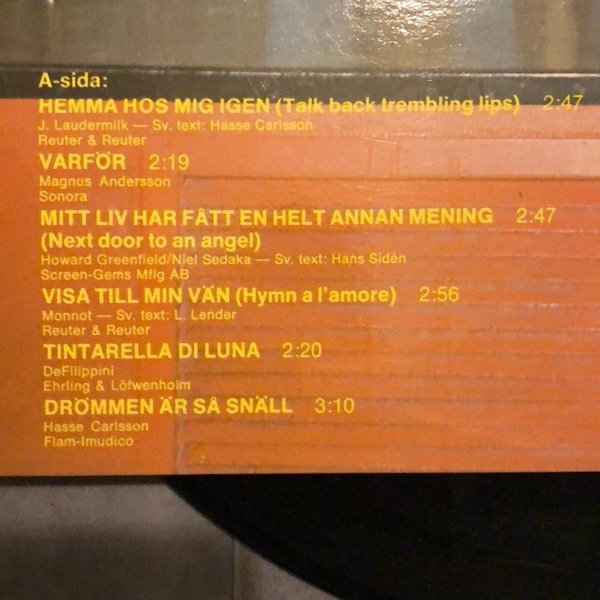 A-sida:
HEMMA HOS MIG IGEN (Talk back trembling lips) 2:47
J. Laudermilk — Sv. text: Hasse Carlsson
Reuter & Reuter
VARFÖR 2:19
Magnus Andersson
Sonora
MITT LIV HAR FÅTT EN HELT ANNAN MENING 2:47
(Next door to an angel)
Howard Greenfield/Niel Sedaka — Sv. text: Hans Sidén
Screen-Gems Mflg AB
VISA TILL MIN VÄN (Hymn a l'amore) 2:56
Monnot — Sv. text: L. Lender
Reuter & Reuter
TINTARELLA DI LUNA 2:20
DeFilippini
Ehrling & Löfwenholm
DRÖMMEN ÄR SÅ SNÄLL 3:10
Hasse Carlsson
Flam-Imudico